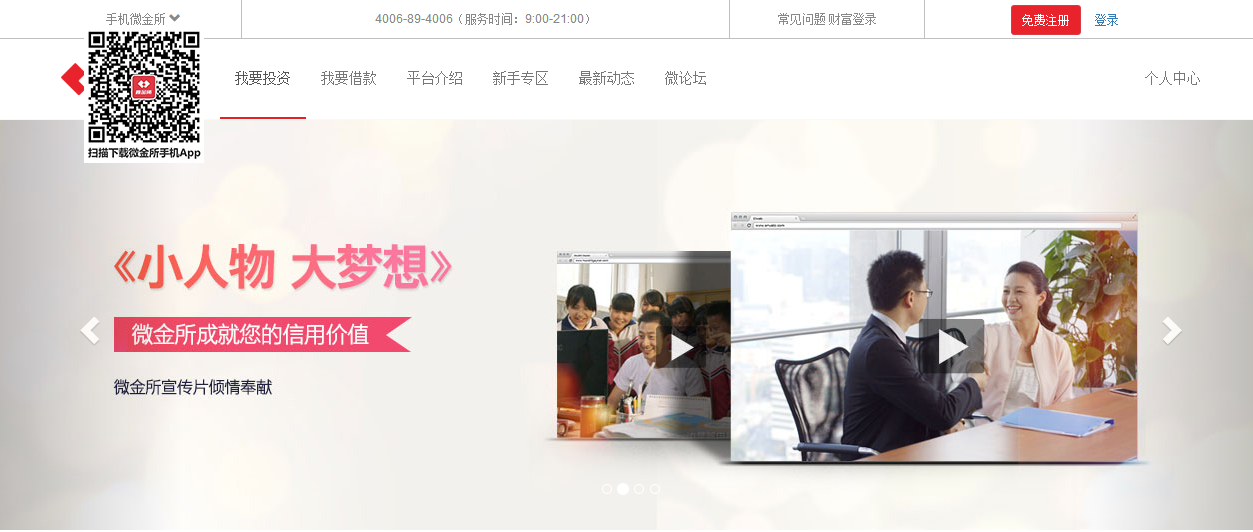 手机微金所
4006-89-4006（服务时间：9:00-21:00）
常见问题 财富登录
免费注册
登录
微金所
扫描下载微金所手机App
我要投资
我要借款
平台介绍
新手专区
最新动态
微论坛
个人中心
《小人物 大梦想》
微金所成就您的信用价值
微金所宣传片倾情奉献